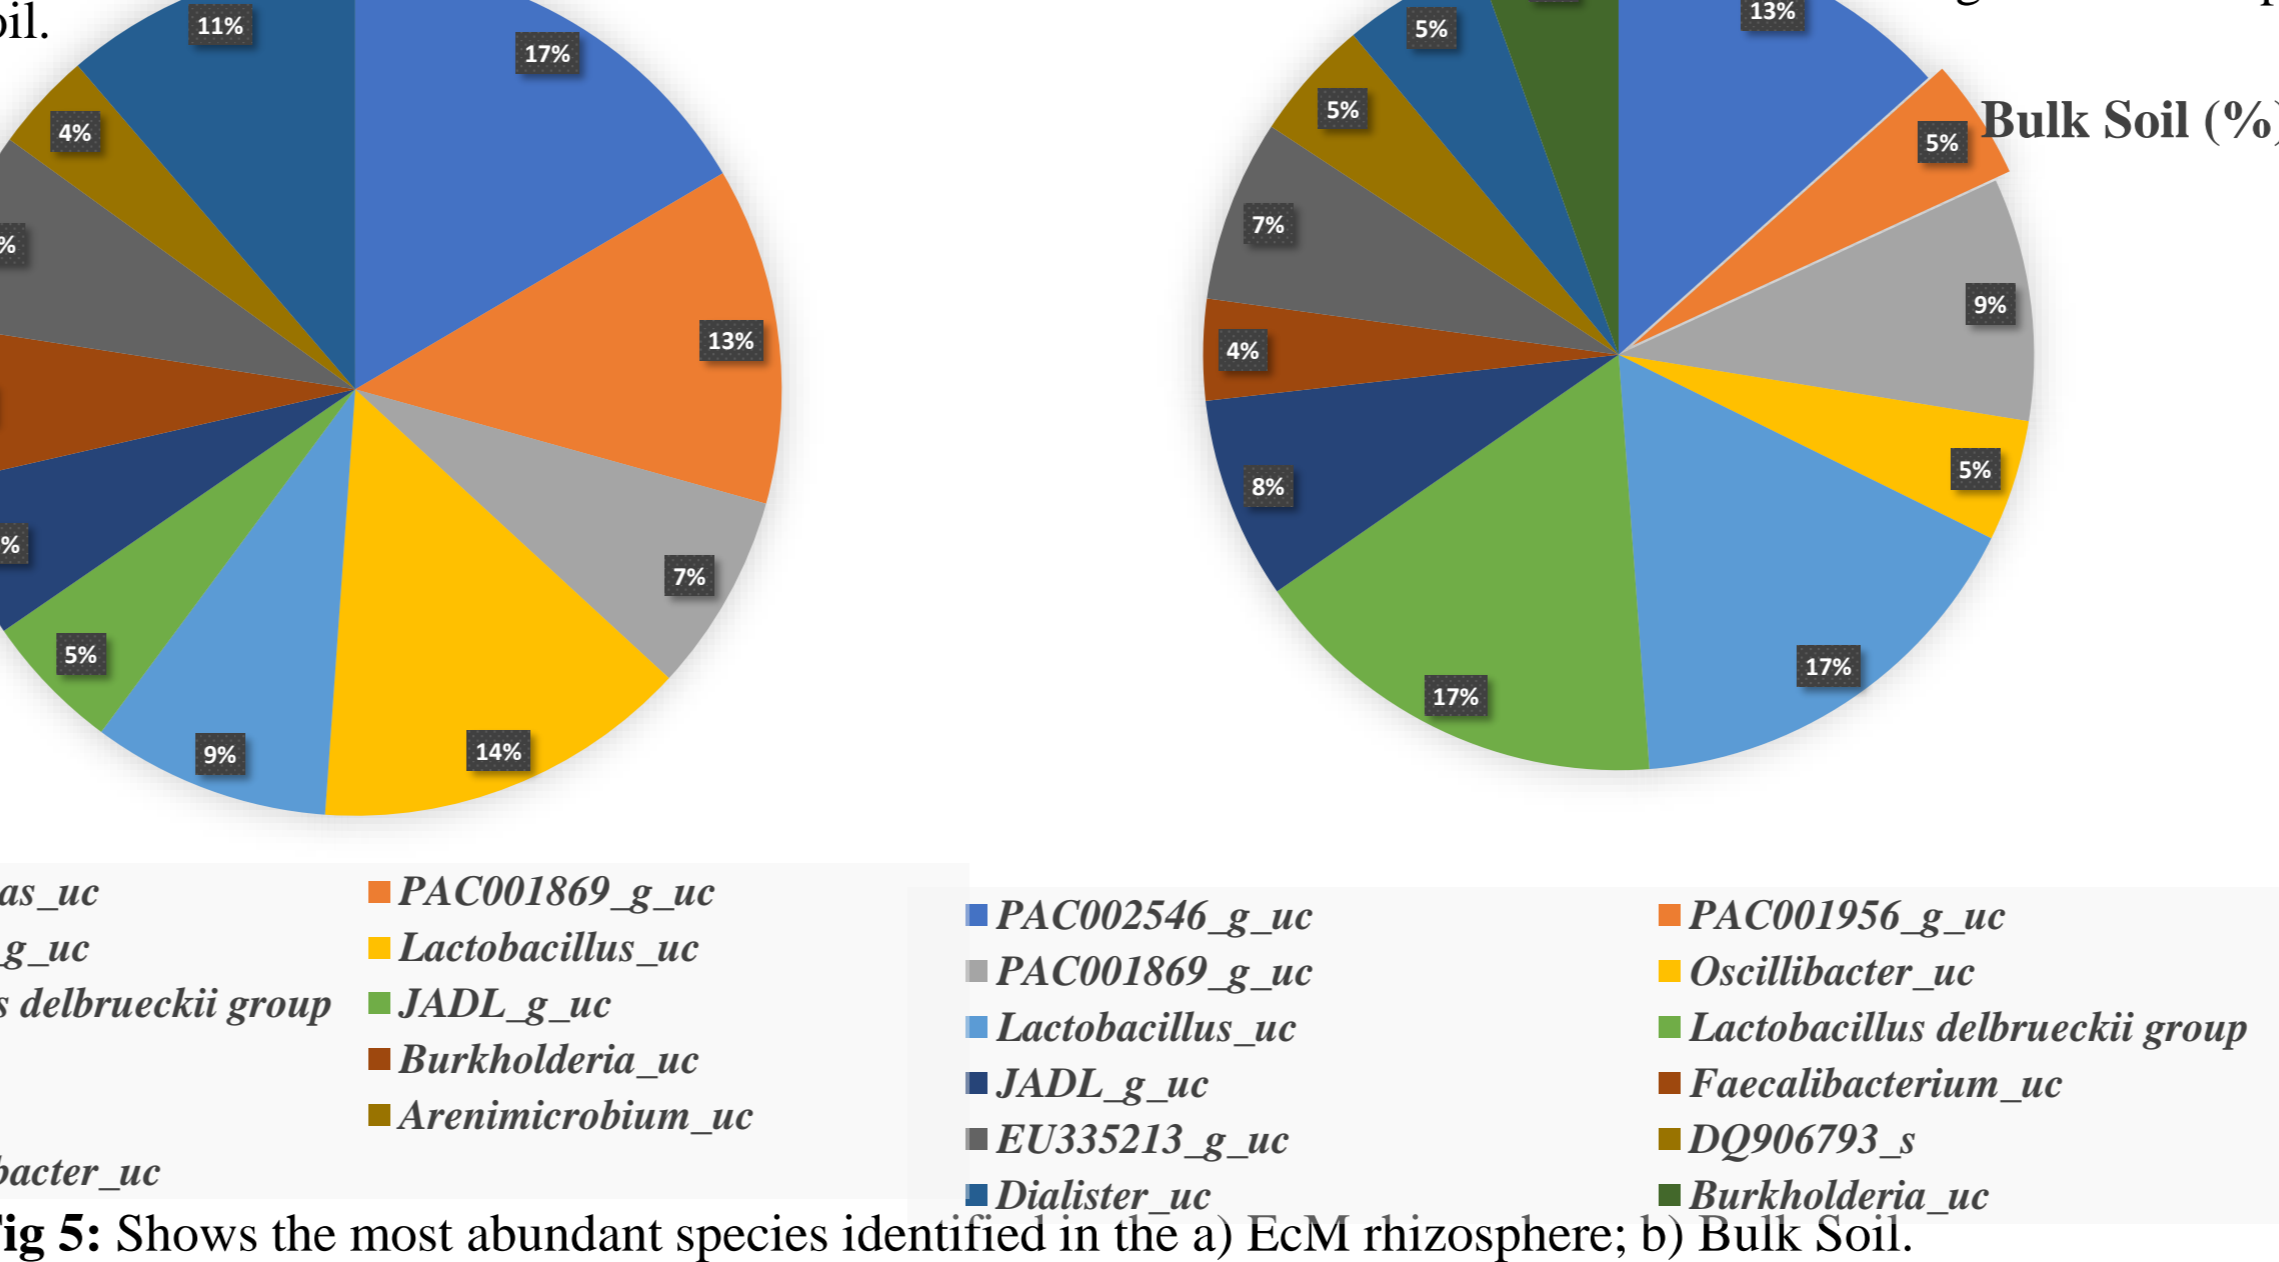 oil.
11%
17%
4%
%
13%
%
7%
5%
9%
14%
13%
5%
Bulk Soil (%)
5%
5%
7%
9%
4%
5%
8%
17%
17%
as_uc
PAC001869_g_uc
_g_uc
Lactobacillus_uc
s delbrueckii group
JADL_g_uc
Burkholderia_uc
Arenimicrobium_uc
bacter_uc
PAC002546_g_uc
PAC001956_g_uc
PAC001869_g_uc
Oscillibacter_uc
Lactobacillus_uc
Lactobacillus delbrueckii group
JADL_g_uc
Faecalibacterium_uc
EU335213_g_uc
DQ906793_s
Dialister_uc
Burkholderia_uc
ig 5: Shows the most abundant species identified in the a) EcM rhizosphere; b) Bulk Soil.